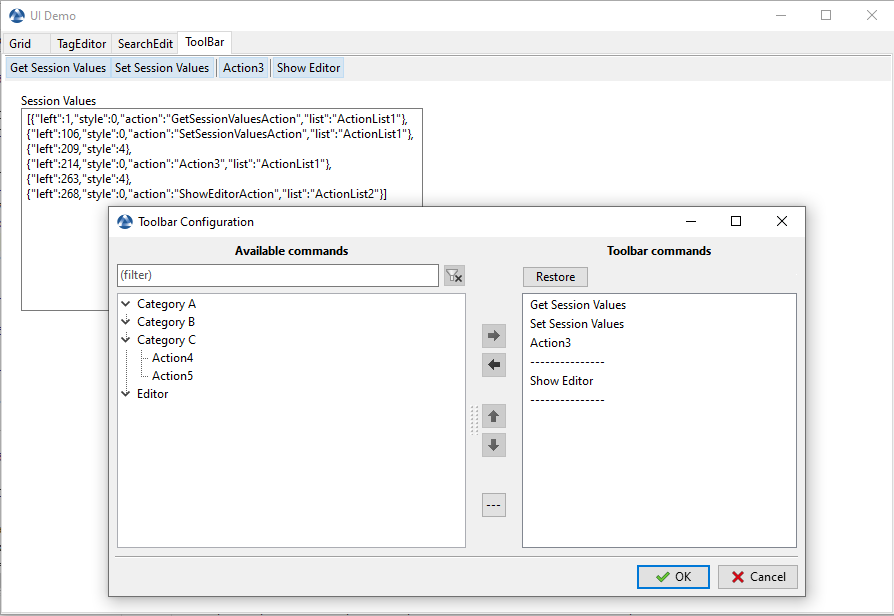 UI Demo
Grid TagEditor SearchEdit ToolBar
Get Session Values Set Session Values Action3 Show Editor
Session Values
[{"left":1,"style":0,"action":"GetSessionValuesAction","list":"ActionList1"},
{"left":106,"style":0,"action":"SetSessionValuesAction","list":"ActionList1"},
{"left":209,"style":4},
{"left":214,"style":0,"action":"Action3","list":"ActionList1"},
{"left":263,"style":4},
{"left":268,"style":0,"action":"ShowEditorAction","list":"ActionList2"}]
Toolbar Configuration
Available commands
(filter)
Category A
Category B
Category C
Action4
Action5
Editor
---
Toolbar commands
Restore
Get Session Values
Set Session Values
Action3
---------------
Show Editor
---------------
OK Cancel